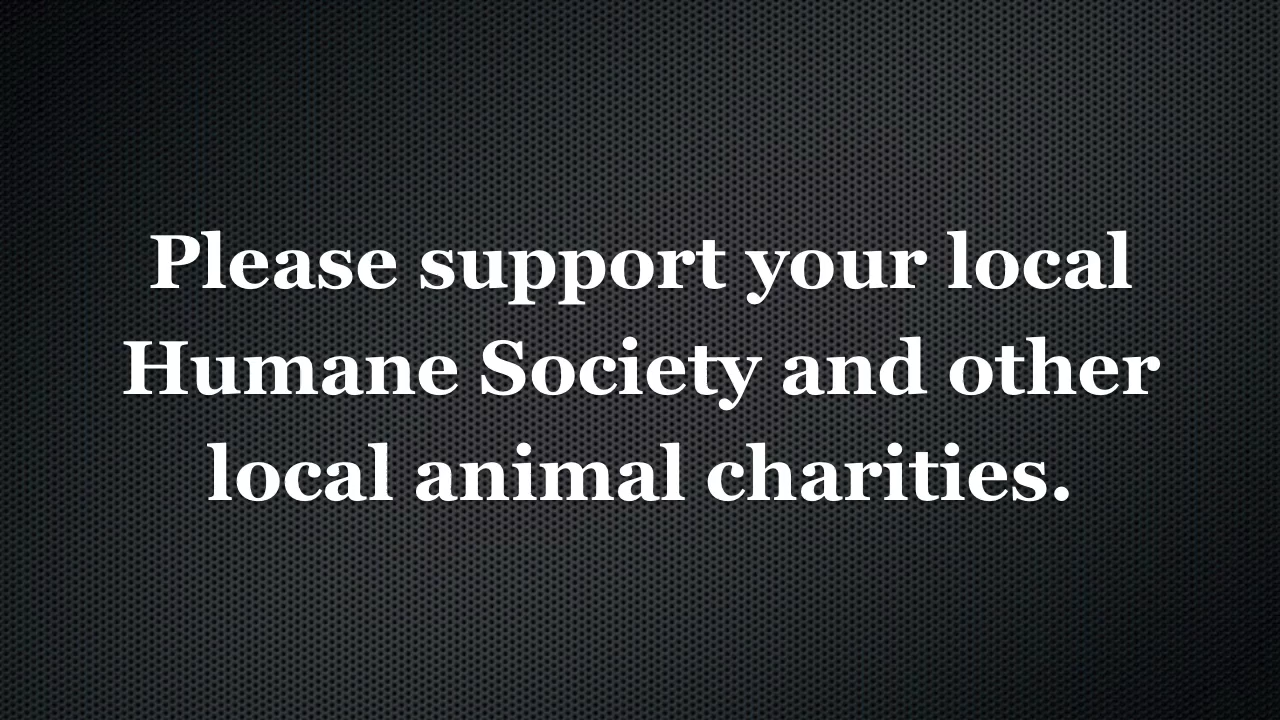 Please support your local
Humane Society and other
local animal charities.